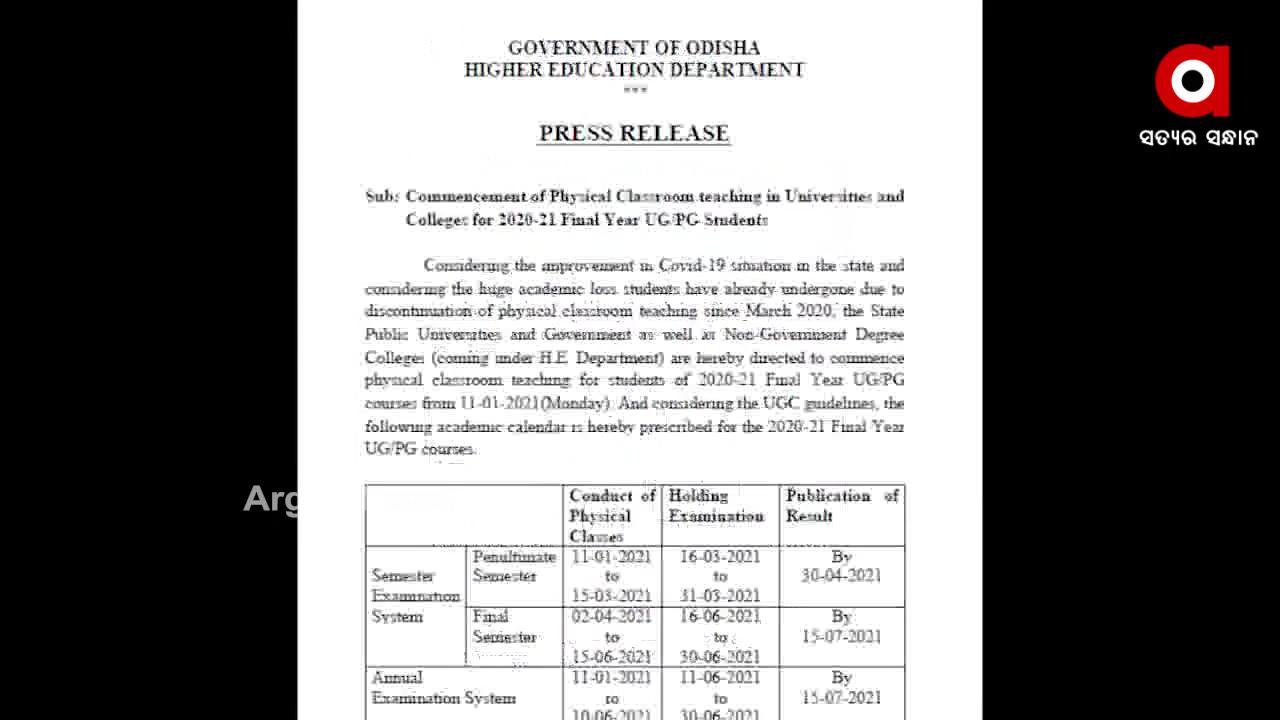 GOVERNMENT OF ODISHA
HIGHER EDUCATION DEPARTMENT
***
PRESS RELEASE
ସତ୍ୟର ସନ୍ଧାନ
Sub: Commencement of Physical Classroom teaching in Universities and
Colleges for 2020-21 Final Year UG/PG Students
Considering the improvement in Covid-19 situation in the state and
considering the huge academic loss students have already undergone due to
discontinuation of physical classroom teaching since March 2020, the State
Public Universities and Government as well as Non-Government Degree
Colleges (coming under H.E. Department) are hereby directed to commence
physical classroom teaching for students of 2020-21 Final Year UG/PG
courses from 11-01-2021(Monday). And considering the UGC guidelines, the
following academic calendar is hereby prescribed for the 2020-21 Final Year
UG/PG courses.
Arg
Conduct of Physical Classes
Holding Examination
Publication of Result
Semester Examination System
Penultimate Semester
11-01-2021 to 15-03-2021
16-03-2021 to 31-03-2021
By 30-04-2021
Final Semester
02-04-2021 to 15-06-2021
16-06-2021 to 30-06-2021
By 15-07-2021
Annual Examination System
11-01-2021 to 10-06-2021
11-06-2021 to 30-06-2021
By 15-07-2021